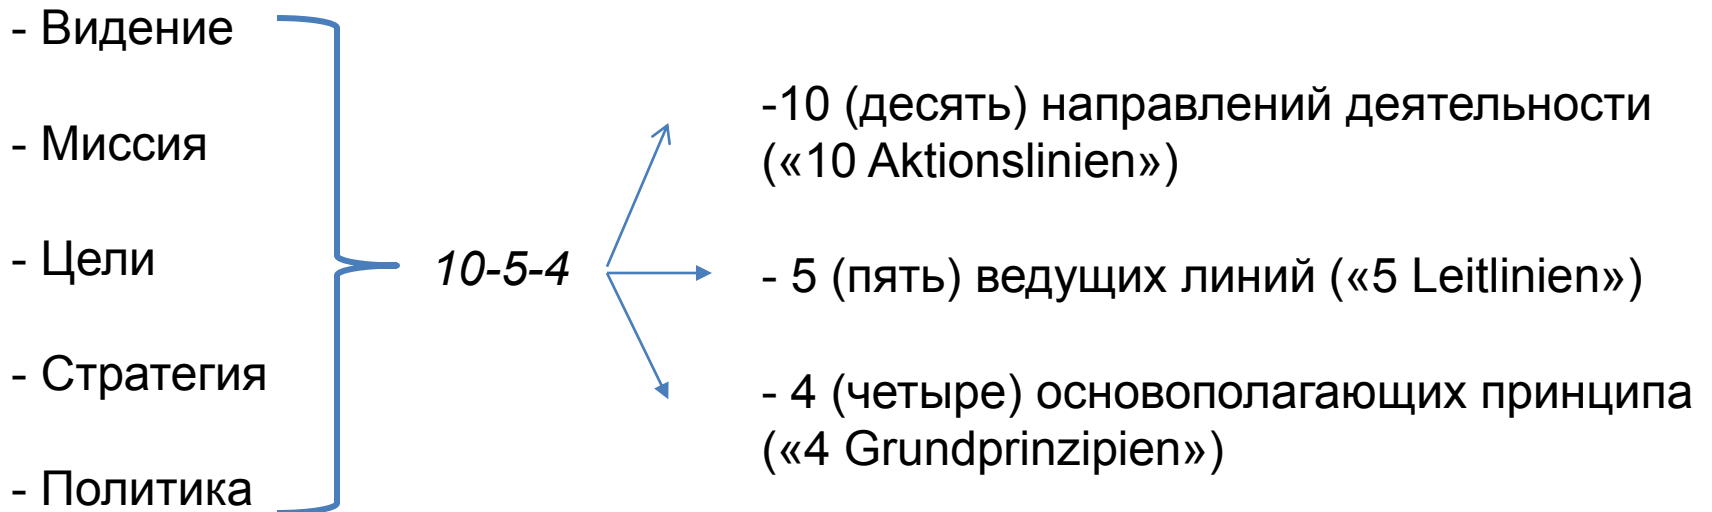 - Видение
- Миссия
- Цели
- Стратегия
- Политика
10-5-4
-10 (десять) направлений деятельности
(«10 Aktionslinien»)
- 5 (пять) ведущих линий («5 Leitlinien»)
- 4 (четыре) основополагающих принципа
(«4 Grundprinzipien»)